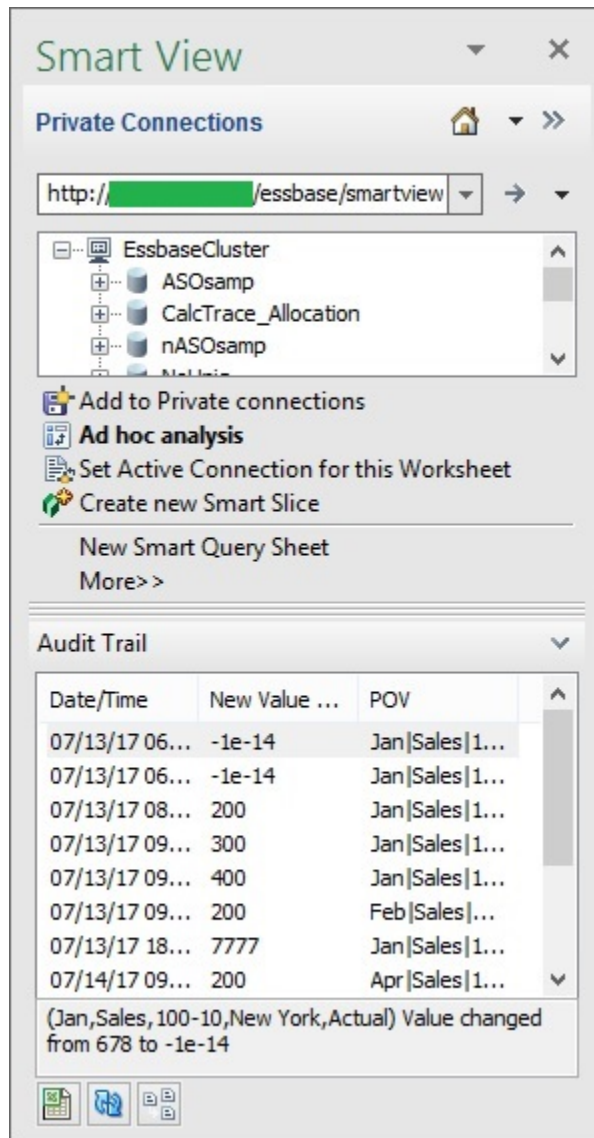 Smart View
Private Connections
http:// /essbase/smartview
EssbaseCluster
ASOsamp
CalcTrace_Allocation
nASOsamp
Add to Private connections
Ad hoc analysis
Set Active Connection for this Worksheet
Create new Smart Slice
New Smart Query Sheet
More>>
Audit Trail
Date/Time New Value ... POV
07/13/17 06... -1e-14 Jan|Sales|1...
07/13/17 06... -1e-14 Jan|Sales|1...
07/13/17 08... 200 Jan|Sales|1...
07/13/17 09... 300 Jan|Sales|1...
07/13/17 09... 400 Jan|Sales|1...
07/13/17 09... 200 Feb|Sales|...
07/13/17 18... 7777 Jan|Sales|1...
07/14/17 09... 200 Apr|Sales|1...
(Jan,Sales,100-10,New York,Actual) Value changed
from 678 to -1e-14